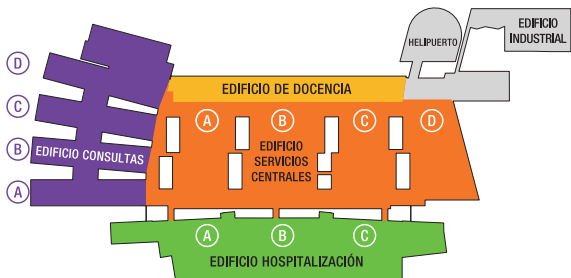 HELIPUERTO
EDIFICIO
INDUSTRIAL
D
C
B
A
EDIFICIO CONSULTAS
EDIFICIO DE DOCENCIA
A
B
C
D
EDIFICIO
SERVICIOS
CENTRALES
A
B
C
EDIFICIO HOSPITALIZACIÓN